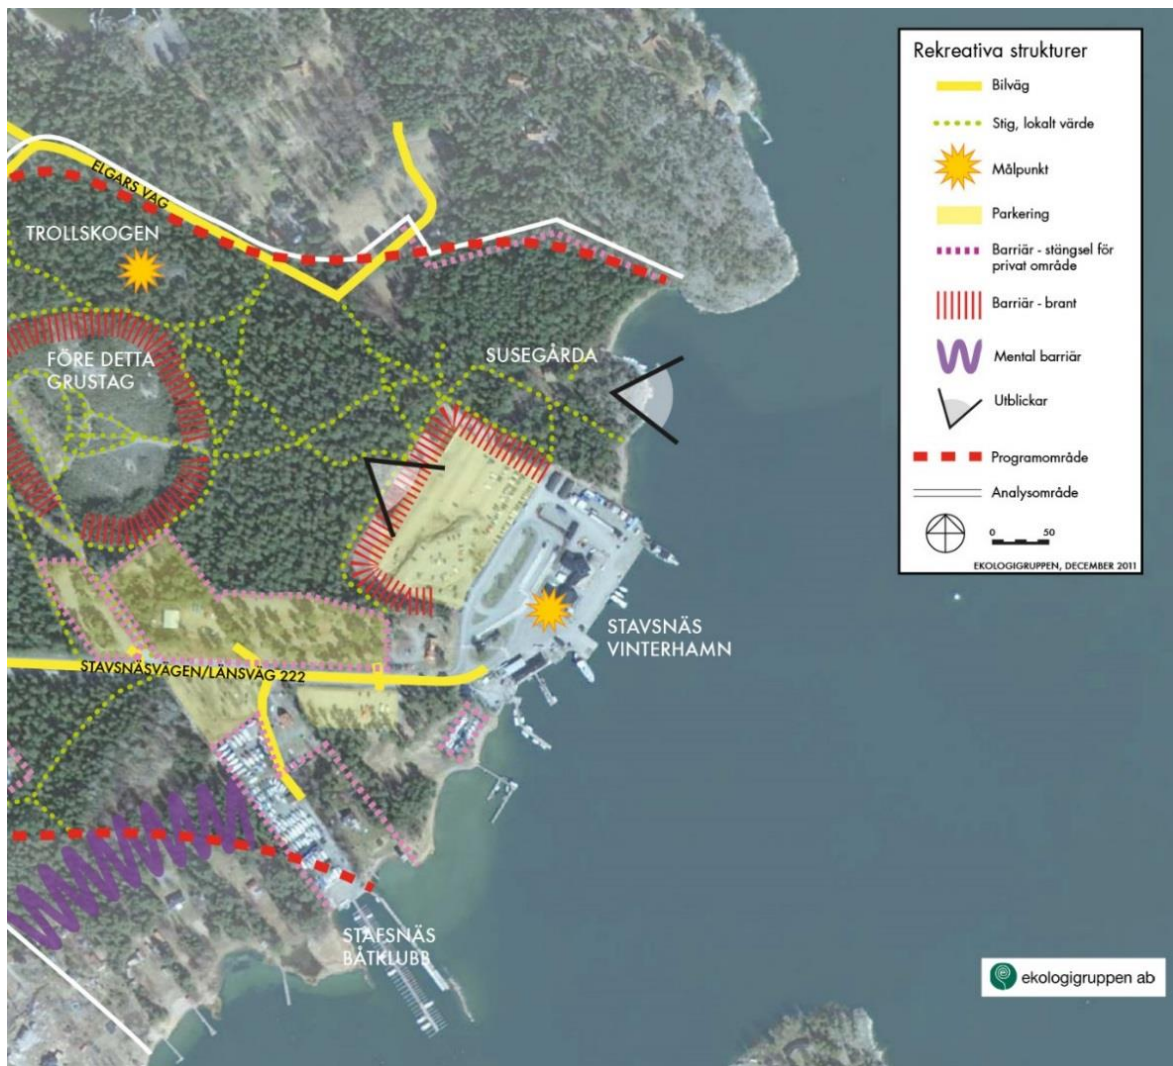 Rekreativa strukturer
Bilväg
Stig, lokalt värde
Målpunkt
Parkering
Barriär - stängsel för
privat område
Barriär - brant
Mental barriär
Utblickar
Programområde
Analysområde
0 50
EKOLOGIGRUPPEN, DECEMBER 2011
ELGARS VÄG
TROLLSKOGEN
FÖRE DETTA
GRUSTAG
SUSEGÅRDA
STAVSNÄS
VINTERHAMN
STAVSNÄSVÄGEN/LÄNSVÄG 222
STAFSNÄS
BÅTKLUBB
ekologigruppen ab